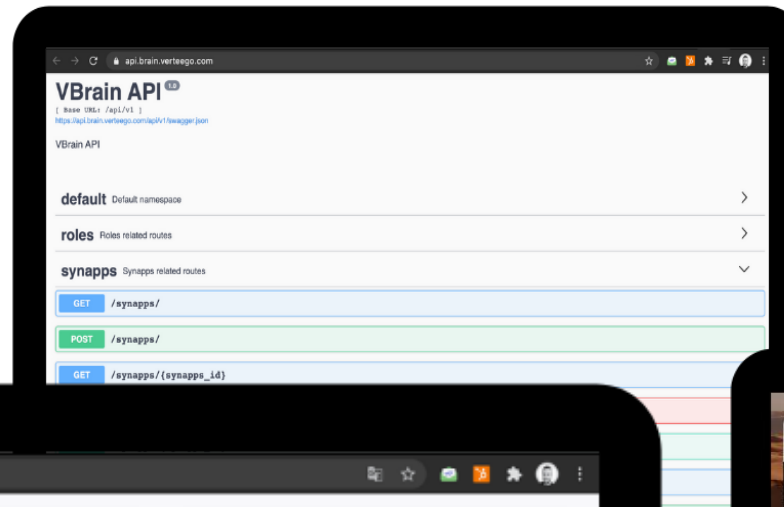 api.brain.verteego.com
VBrain API 1.0
[ Base URL: /api/v1 ]
https://api.brain.verteego.com/api/v1/swagger.json
VBrain API
default Default namespace
roles Roles related routes
synapps Synapps related routes
GET /synapps/
POST /synapps/
GET /synapps/{synapps_id}